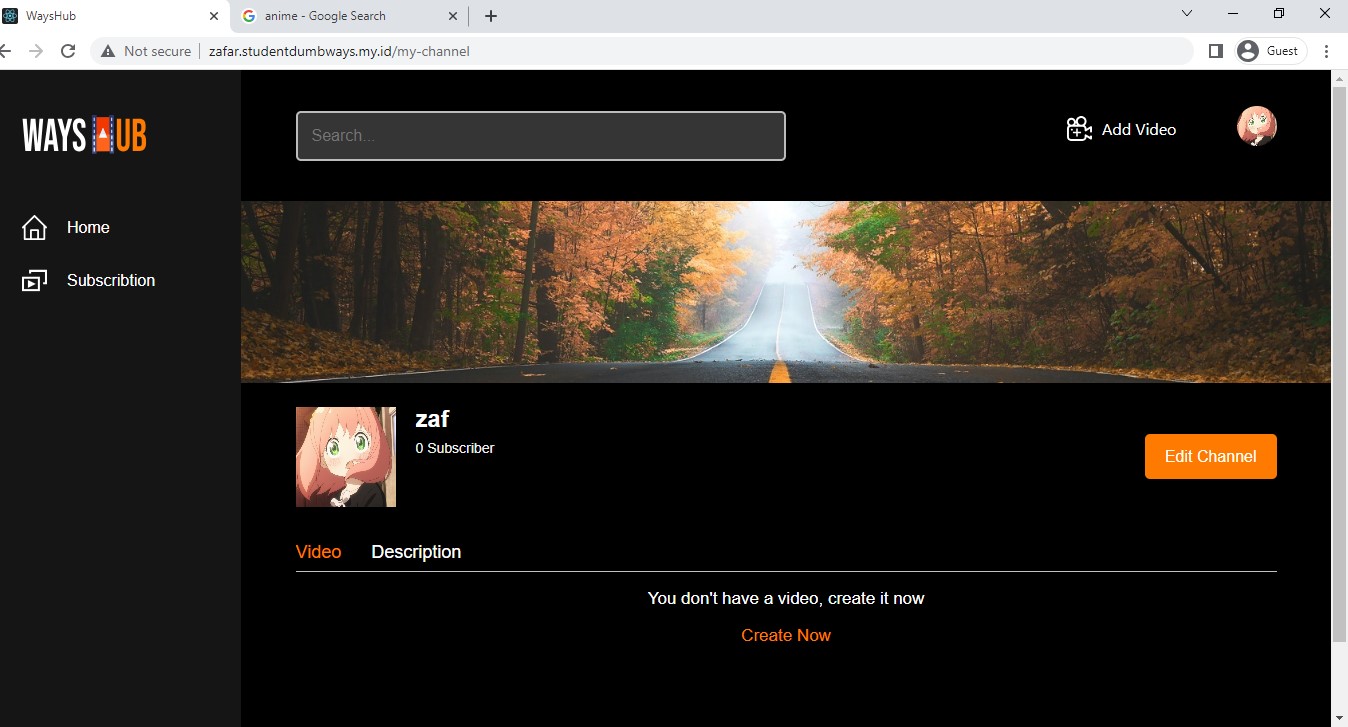 WaysHub
anime - Google Search
Not secure
zafar.studentdumbways.my.id/my-channel
Guest
WAYS HUB
Search...
Add Video
Home
Subscribtion
zaf
0 Subscriber
Edit Channel
Video Description
You don't have a video, create it now
Create Now